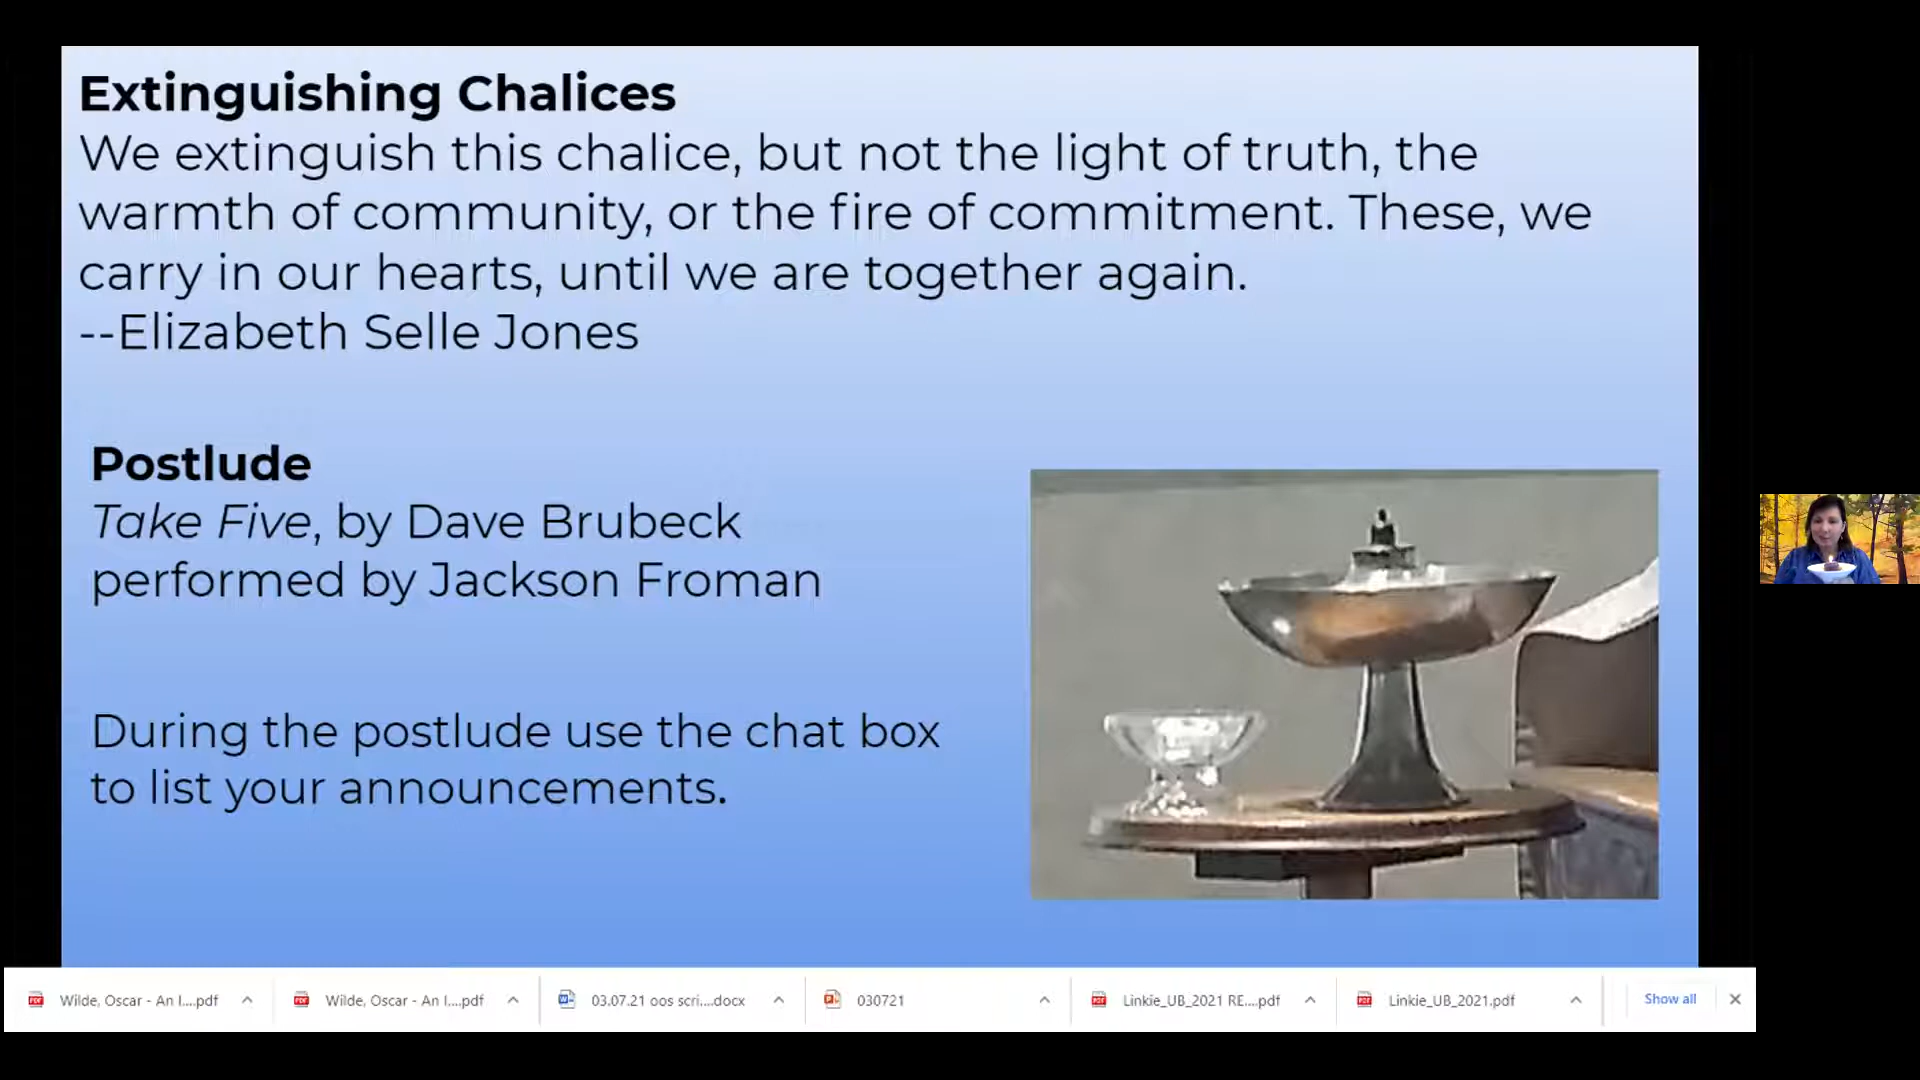 Extinguishing Chalices
We extinguish this chalice, but not the light of truth, the
warmth of community, or the fire of commitment. These, we
carry in our hearts, until we are together again.
--Elizabeth Selle Jones
Postlude
Take Five, by Dave Brubeck
performed by Jackson Froman
During the postlude use the chat box
to list your announcements.
Wilde, Oscar - An I....pdf
Wilde, Oscar - An I....pdf
03.07.21 oos scri....docx
030721
Linkie_UB_2021 RE....pdf
Linkie_UB_2021.pdf
Show all